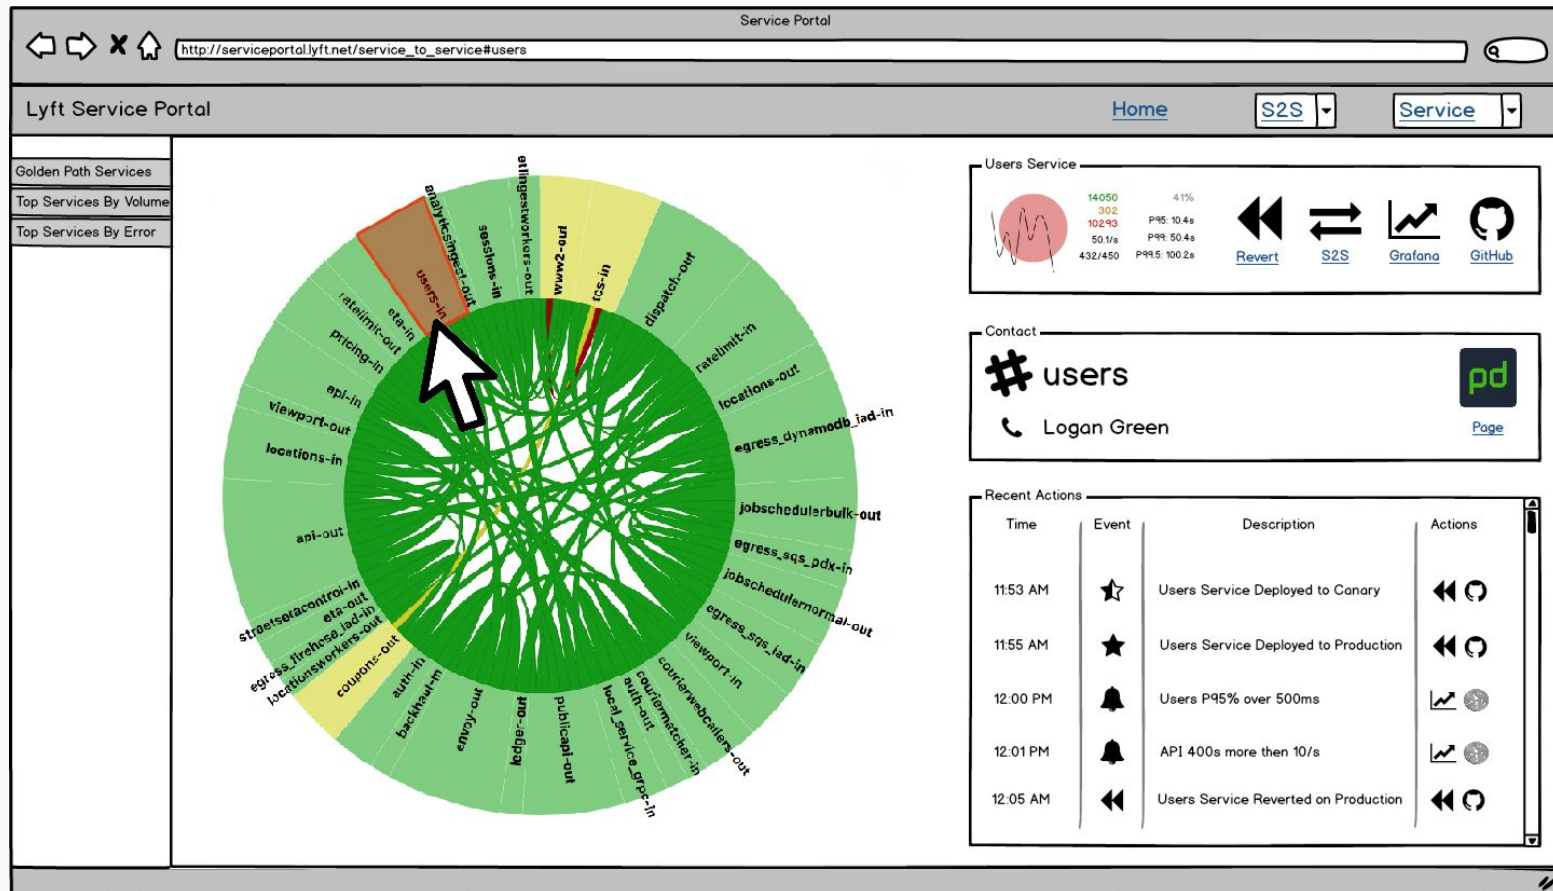 Service Portal
http://serviceportal.lyft.net/service_to_service#users
Lyft Service Portal
Home
S2S
Service
Golden Path Services
Top Services By Volume
Top Services By Error
etlingestworkers-out
www2-out
tcs-in
dispatch-out
ratelimit-in
locations-out
egress_dynamodb_iad-in
jobschedulerbulk-out
egress_sqs_pdx-in
jobschedulernormal-out
egress_sqs_iad-in
viewport-in
courierwebcallers-out
couriermatcher-in
auth-out
local_service_grpc-in
publicapi-out
ledger-out
envoy-out
backhaul-in
auth-in
coupons-out
locationsworkers-out
egress_firehose_iad-in
eta-out
streetsdatacontrol-in
api-out
locations-in
viewport-out
api-in
pricing-in
ratelimit-out
eta-in
users-in
analyticsingest-out
sessions-in
Users Service
14050 41%
302
10293 P95: 10.4s
50.1/s P99: 50.4s
432/450 P99.5: 100.2s
Revert
S2S
Grafana
GitHub
Contact
# users
pd
Logan Green
Page
Recent Actions
Time Event Description Actions
11:53 AM Users Service Deployed to Canary
11:55 AM Users Service Deployed to Production
12:00 PM Users P95% over 500ms
12:01 PM API 400s more then 10/s
12:05 AM Users Service Reverted on Production